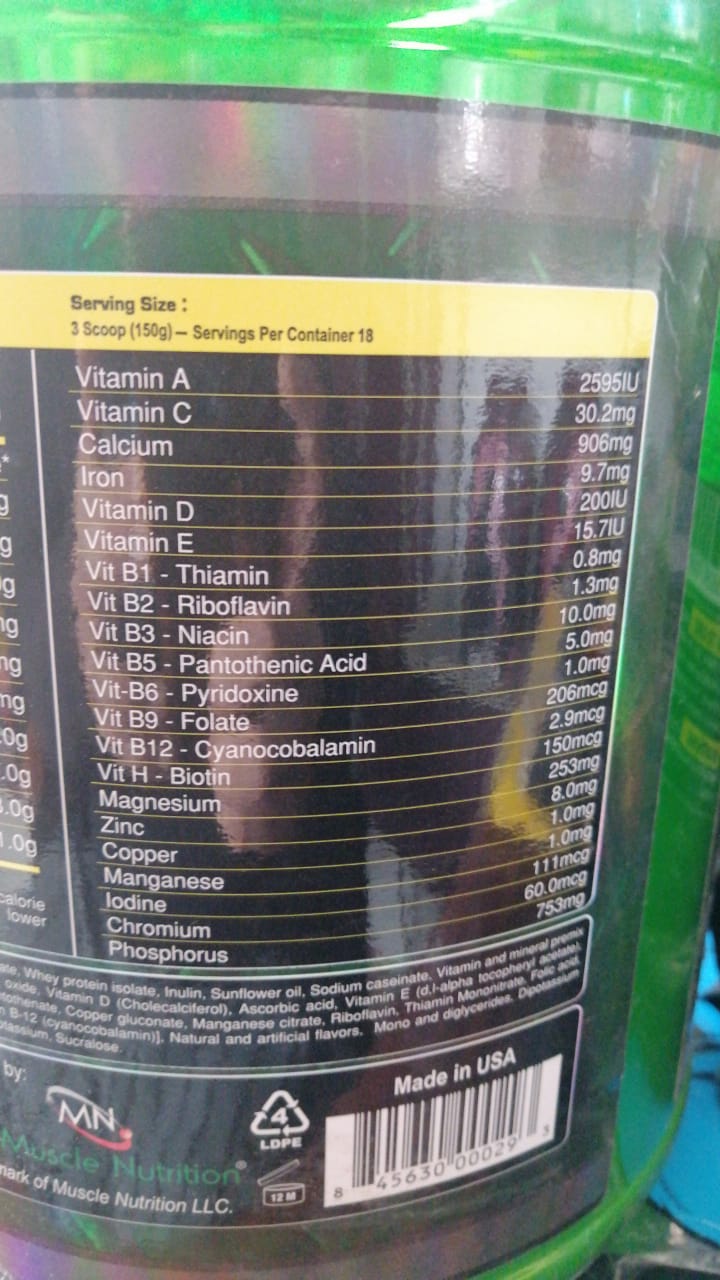 Serving Size :
3 Scoop (150g) – Servings Per Container 18
Vitamin A 2595IU
Vitamin C 30.2mg
Calcium 906mg
Iron 9.7mg
Vitamin D 200IU
Vitamin E 15.7IU
Vit B1 - Thiamin 0.8mg
Vit B2 - Riboflavin 1.3mg
Vit B3 - Niacin 10.0mg
Vit B5 - Pantothenic Acid 5.0mg
Vit-B6 - Pyridoxine 1.0mg
Vit B9 - Folate 206mcg
Vit B12 - Cyanocobalamin 2.9mcg
Vit H - Biotin 150mcg
Magnesium 253mg
Zinc 8.0mg
Copper 1.0mg
Manganese 1.0mg
Iodine 111mcg
Chromium 60.0mcg
Phosphorus 753mg
calorie
lower
Whey protein isolate, Inulin, Sunflower oil, Sodium caseinate, Vitamin and mineral premix
oxide, Vitamin D (Cholecalciferol), Ascorbic acid, Vitamin E (d,l-alpha tocopheryl acetate),
Copper gluconate, Manganese citrate, Riboflavin, Thiamin Mononitrate, Folic acid,
B-12 (cyanocobalamin)], Natural and artificial flavors. Mono and diglycerides. Dipotassium
Sucralose.
by:
MN
Muscle Nutrition®
of Muscle Nutrition LLC.
4
LDPE
12 M
Made in USA
8 45630 00029 3